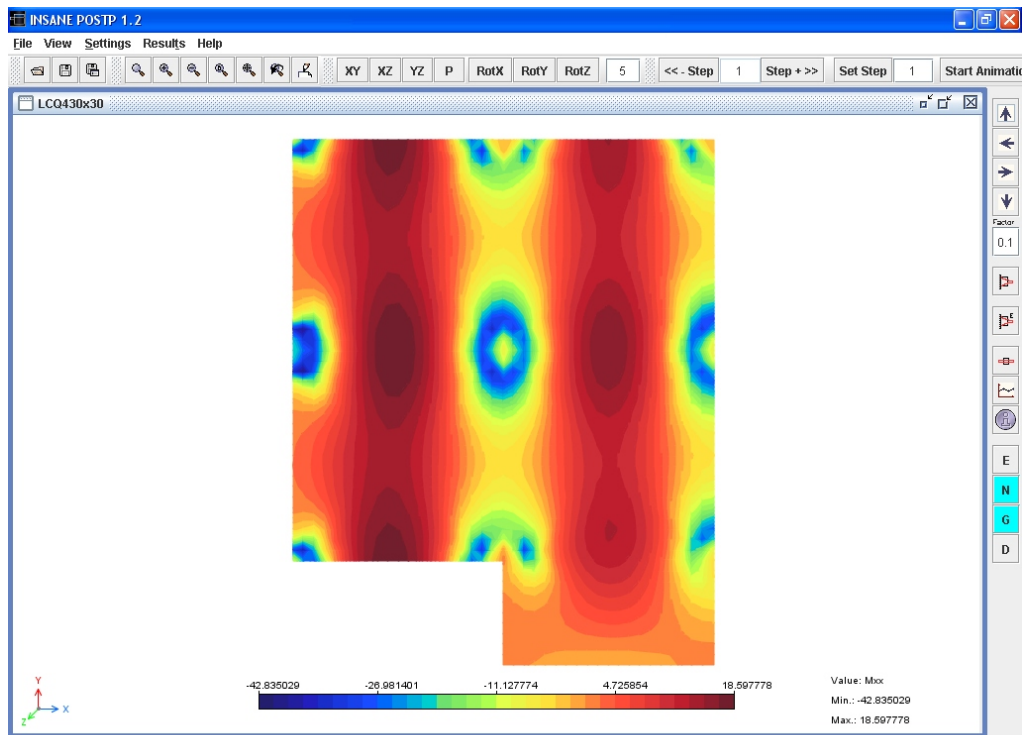 INSANE POSTP 1.2
File View Settings Results Help
XY XZ YZ P RotX RotY RotZ 5 << - Step 1 Step + >> Set Step 1 Start Animatic
LCQ430x30
Factor
0.1
E
E
N
G
D
-42.835029 -26.981401 -11.127774 4.725854 18.597778
Value: Mxx
Min.: -42.835029
Max.: 18.597778
Y
X
Z